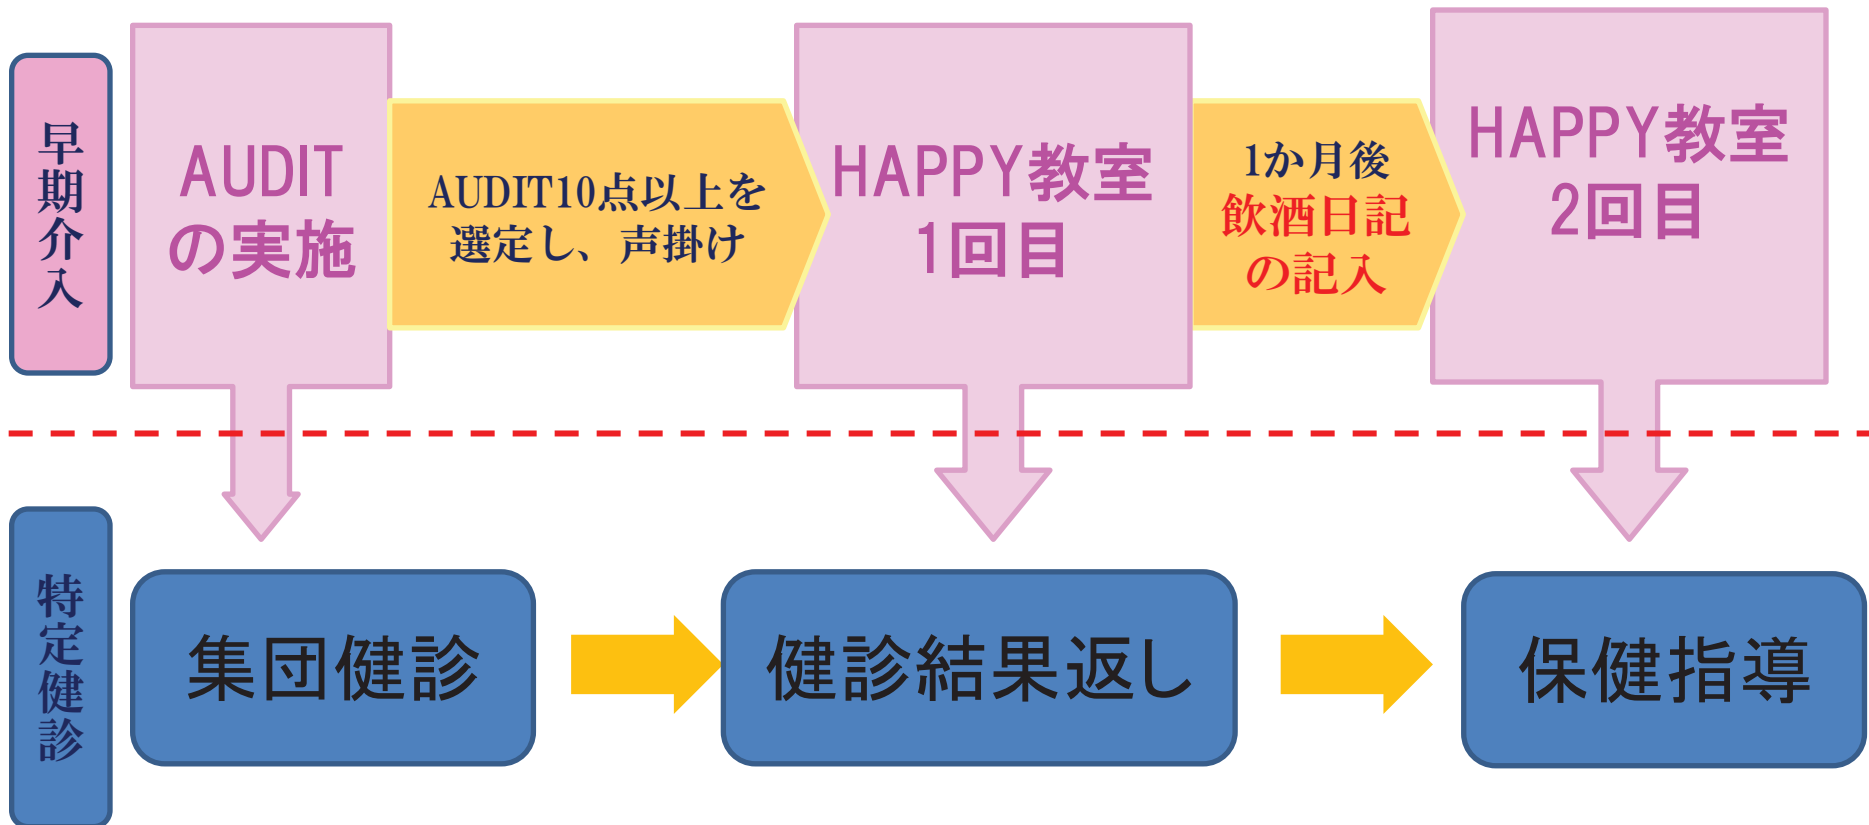 早期介入
AUDIT
の実施
AUDIT10点以上を
選定し、声掛け
HAPPY教室
1回目
1か月後
飲酒日記
の記入
HAPPY教室
2回目
特定健診
集団健診
健診結果返し
保健指導